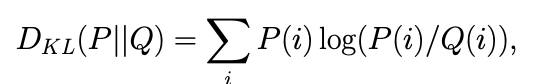 D_{KL}(P||Q) = \sum_{i} P(i) \log(P(i)/Q(i)),